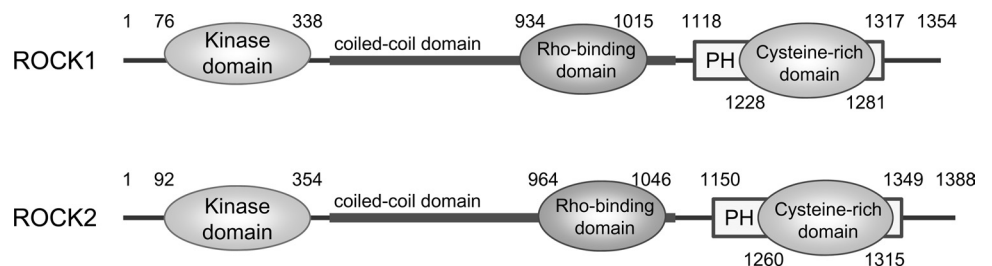 1 76 338 934 1015 1118 1317 1354
ROCK1
Kinase
domain
coiled-coil domain
Rho-binding
domain
PH
Cysteine-rich
domain
1228 1281
1 92 354 964 1046 1150 1349 1388
ROCK2
Kinase
domain
coiled-coil domain
Rho-binding
domain
PH
Cysteine-rich
domain
1260 1315